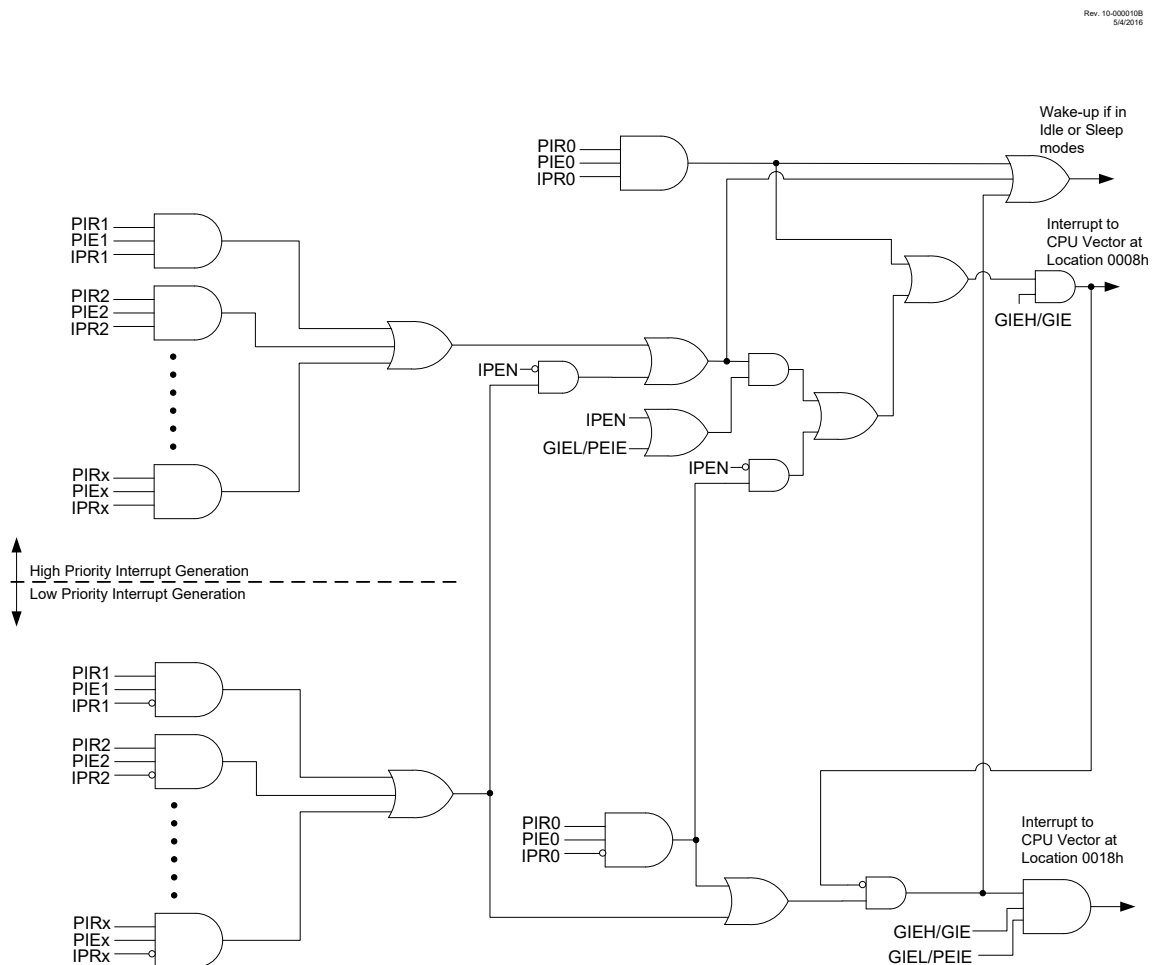 Rev. 10-000010B
5/4/2016
Wake-up if in
Idle or Sleep
modes
PIR0
PIE0
IPR0
Interrupt to
CPU Vector at
Location 0008h
GIEH/GIE
PIR1
PIE1
IPR1
PIR2
PIE2
IPR2
PIRx
PIEx
IPRx
IPEN
IPEN
GIEL/PEIE
IPEN
High Priority Interrupt Generation
Low Priority Interrupt Generation
PIR1
PIE1
IPR1
PIR2
PIE2
IPR2
PIRx
PIEx
IPRx
PIR0
PIE0
IPR0
Interrupt to
CPU Vector at
Location 0018h
GIEH/GIE
GIEL/PEIE